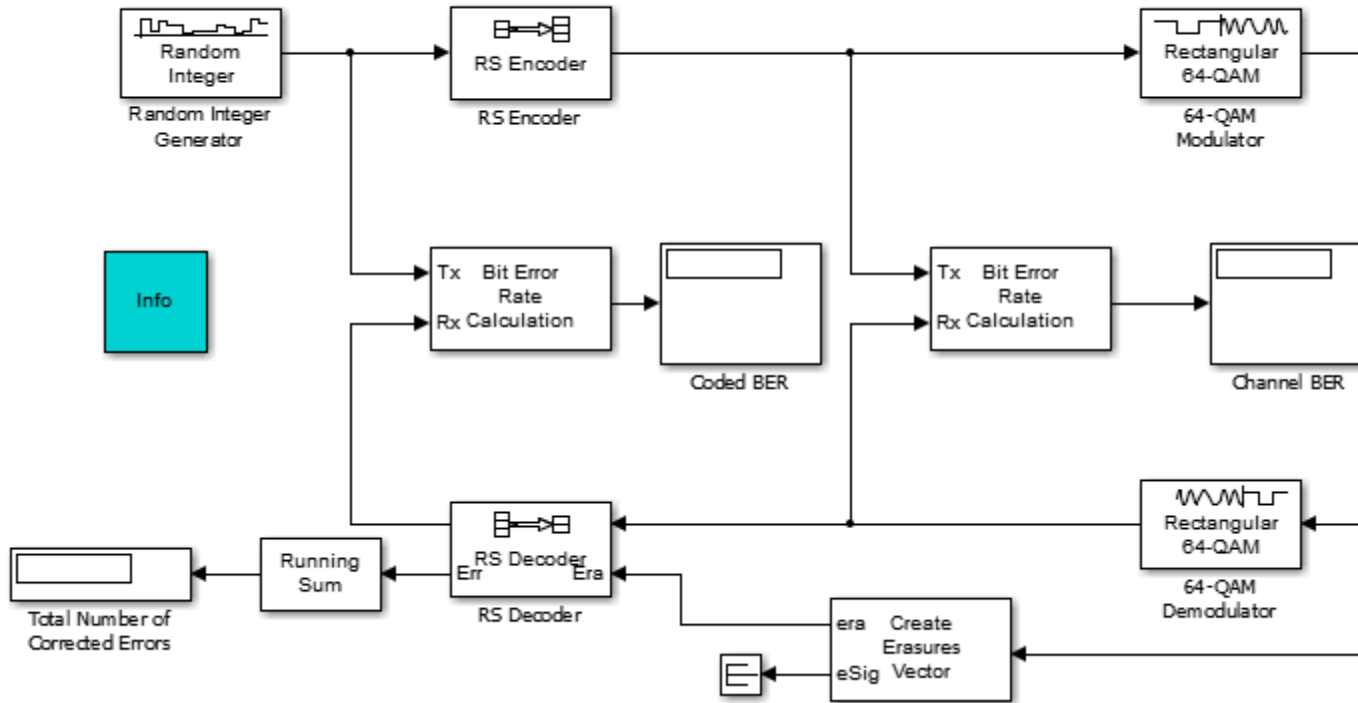 Random
Integer
Random Integer
Generator
RS Encoder
RS Encoder
Rectangular
64-QAM
64-QAM
Modulator
Info
Tx Bit Error
Rate
Rx Calculation
Coded BER
Tx Bit Error
Rate
Rx Calculation
Channel BER
Total Number of
Corrected Errors
Running
Sum
RS Decoder
Err Era
RS Decoder
Rectangular
64-QAM
64-QAM
Demodulator
era Create
Erasures
eSig Vector